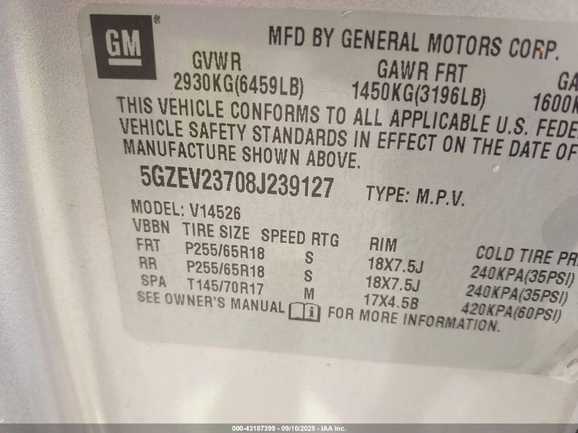 GM
MFD BY GENERAL MOTORS CORP.
GVWR GAWR FRT GA
2930KG(6459LB) 1450KG(3196LB) 1600K
THIS VEHICLE CONFORMS TO ALL APPLICABLE U.S. FEDE
VEHICLE SAFETY STANDARDS IN EFFECT ON THE DATE OF
MANUFACTURE SHOWN ABOVE.
5GZEV23708J239127 TYPE: M.P.V.
MODEL: V14526
VBBN TIRE SIZE SPEED RTG RIM COLD TIRE PR
FRT P255/65R18 S 18X7.5J 240KPA(35PSI)
RR P255/65R18 S 18X7.5J 240KPA(35PSI)
SPA T145/70R17 M 17X4.5B 420KPA(60PSI)
SEE OWNER'S MANUAL FOR MORE INFORMATION.
000-43187399 - 09/10/2025 - IAA Inc.